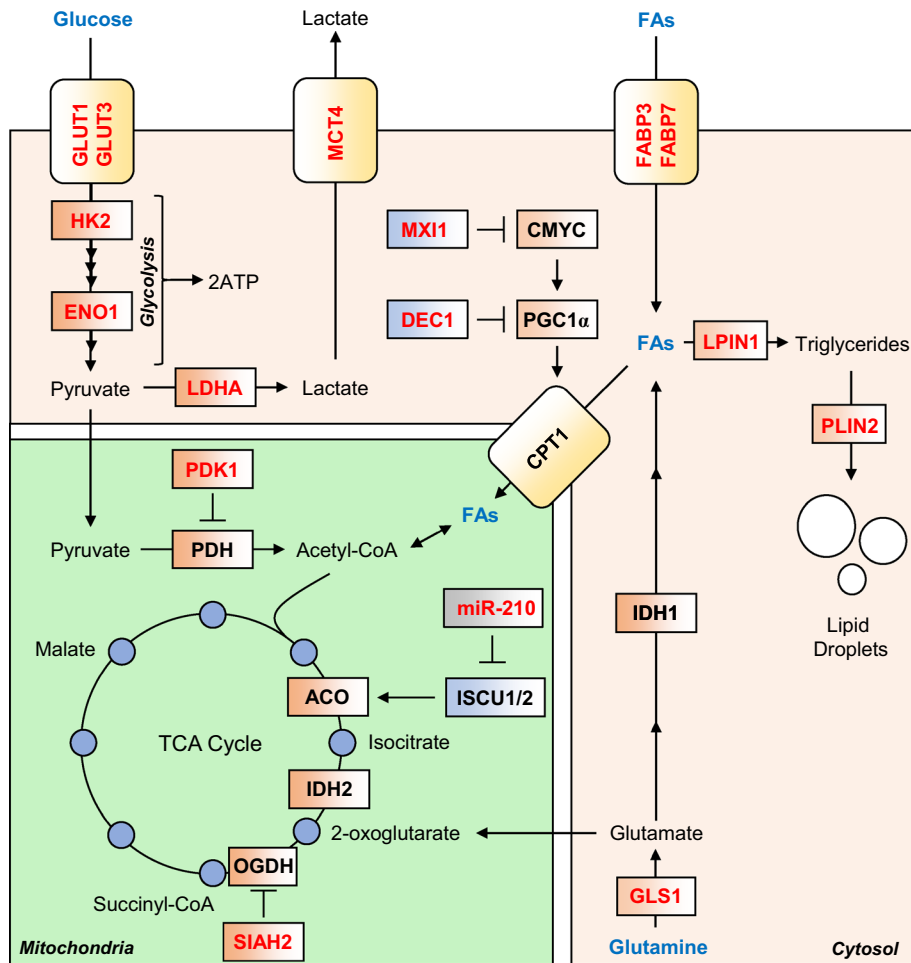 Glucose
Lactate
FAs
GLUT1
GLUT3
MCT4
FABP3
FABP7
HK2
Glycolysis
2ATP
ENO1
MXI1
CMYC
DEC1
PGC1α
FAs
LPIN1
Triglycerides
Pyruvate
LDHA
Lactate
PLIN2
CPT1
PDK1
FAs
Pyruvate
PDH
Acetyl-CoA
miR-210
IDH1
Lipid
Droplets
Malate
ACO
ISCU1/2
TCA Cycle
Isocitrate
IDH2
2-oxoglutarate
Glutamate
OGDH
Succinyl-CoA
GLS1
SIAH2
Mitochondria
Glutamine
Cytosol